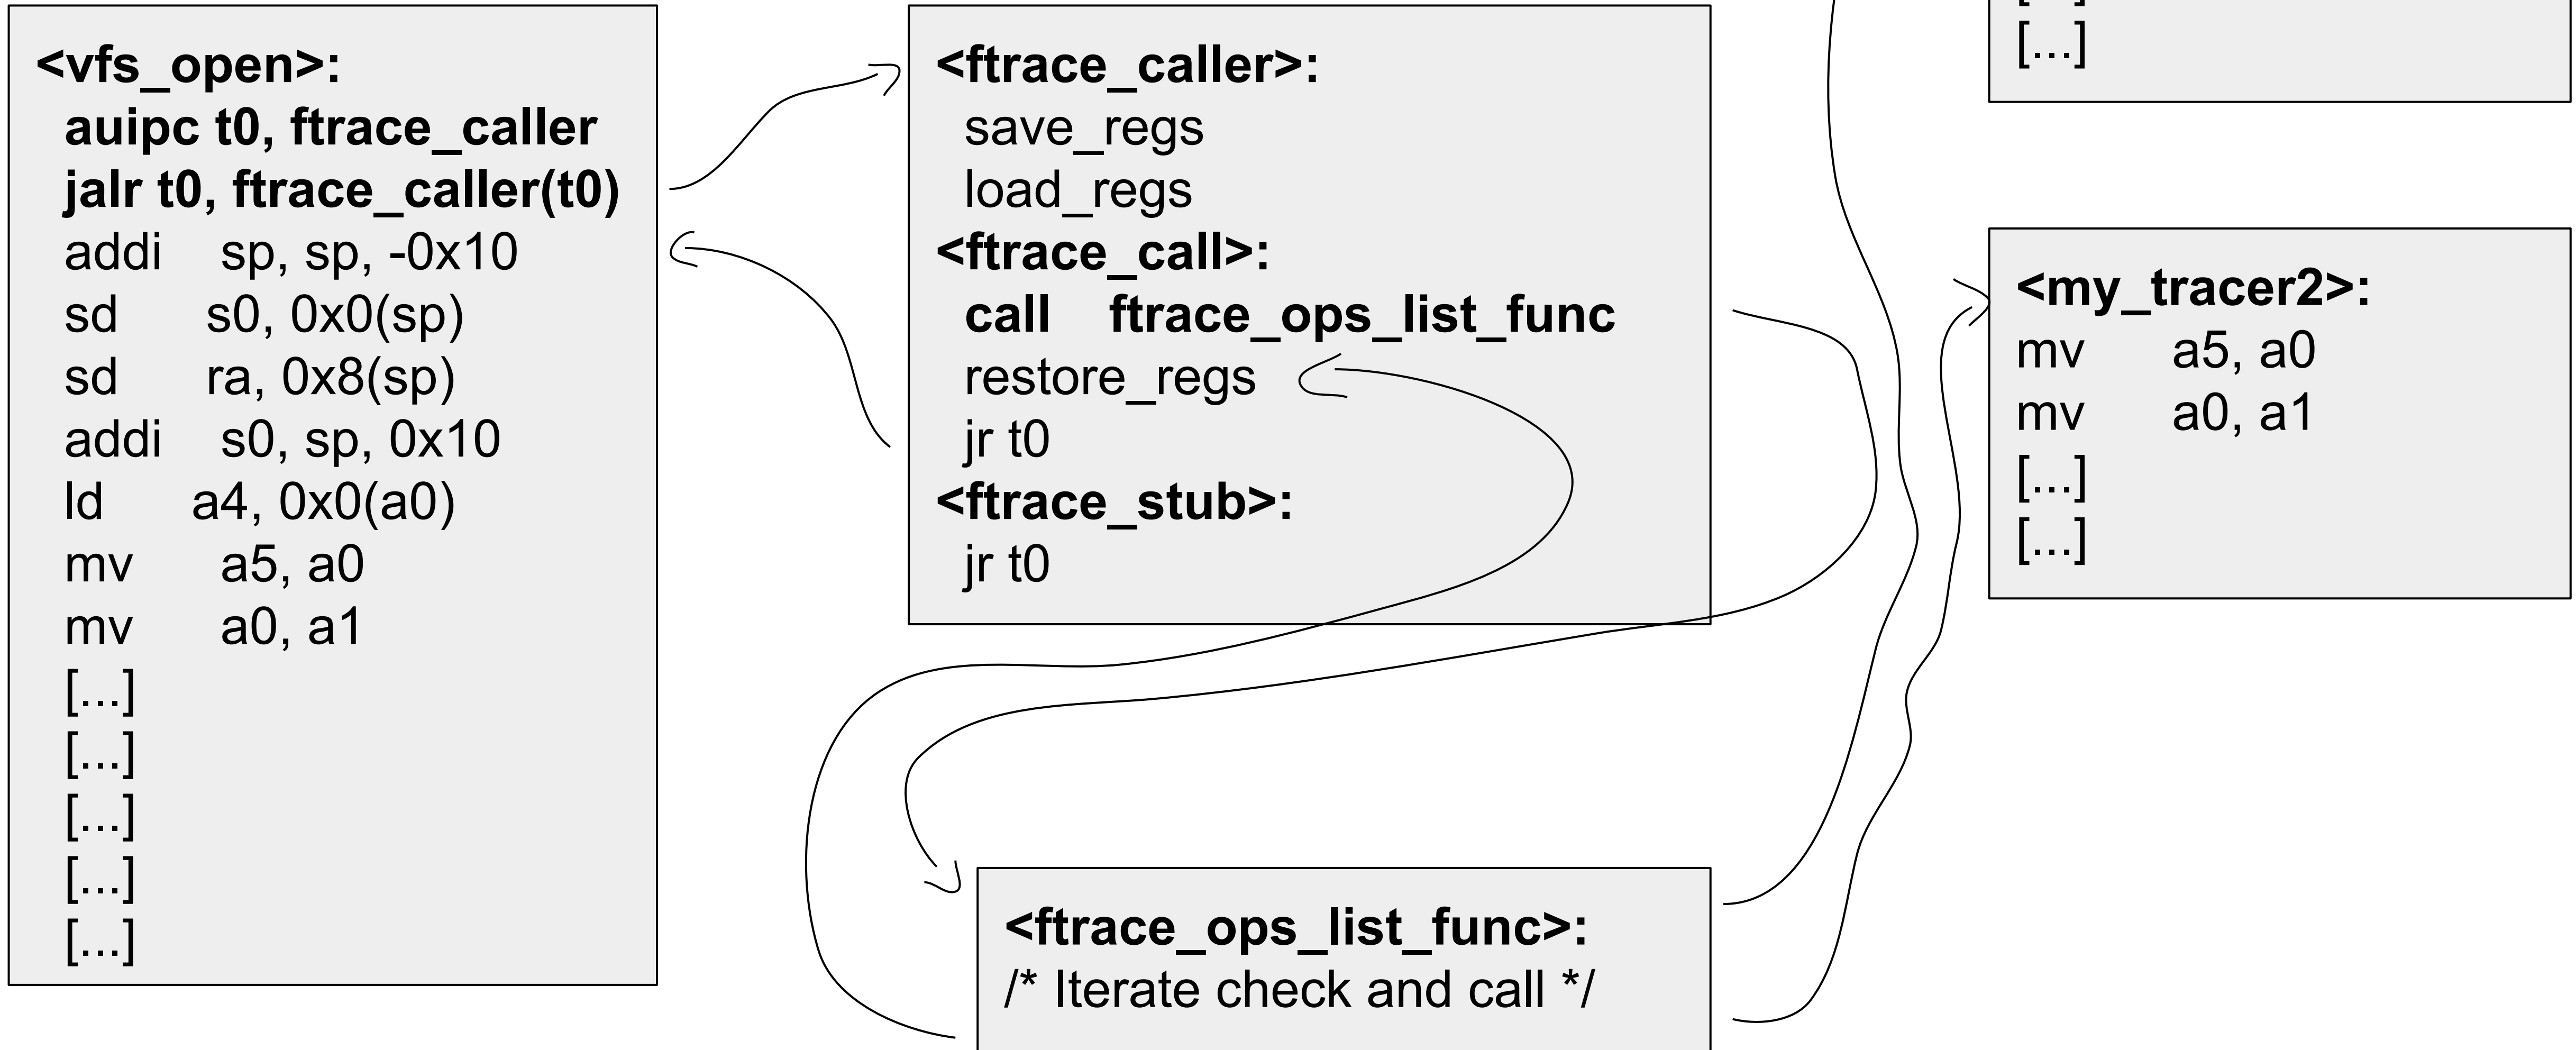 <vfs_open>:
auipc t0, ftrace_caller
jalr t0, ftrace_caller(t0)
addi sp, sp, -0x10
sd s0, 0x0(sp)
sd ra, 0x8(sp)
addi s0, sp, 0x10
ld a4, 0x0(a0)
mv a5, a0
mv a0, a1
[...]
[...]
[...]
[...]
[...]
<ftrace_caller>:
save_regs
load_regs
<ftrace_call>:
call ftrace_ops_list_func
restore_regs
jr t0
<ftrace_stub>:
jr t0
<ftrace_ops_list_func>:
/* Iterate check and call */
[...]
<my_tracer2>:
mv a5, a0
mv a0, a1
[...]
[...]